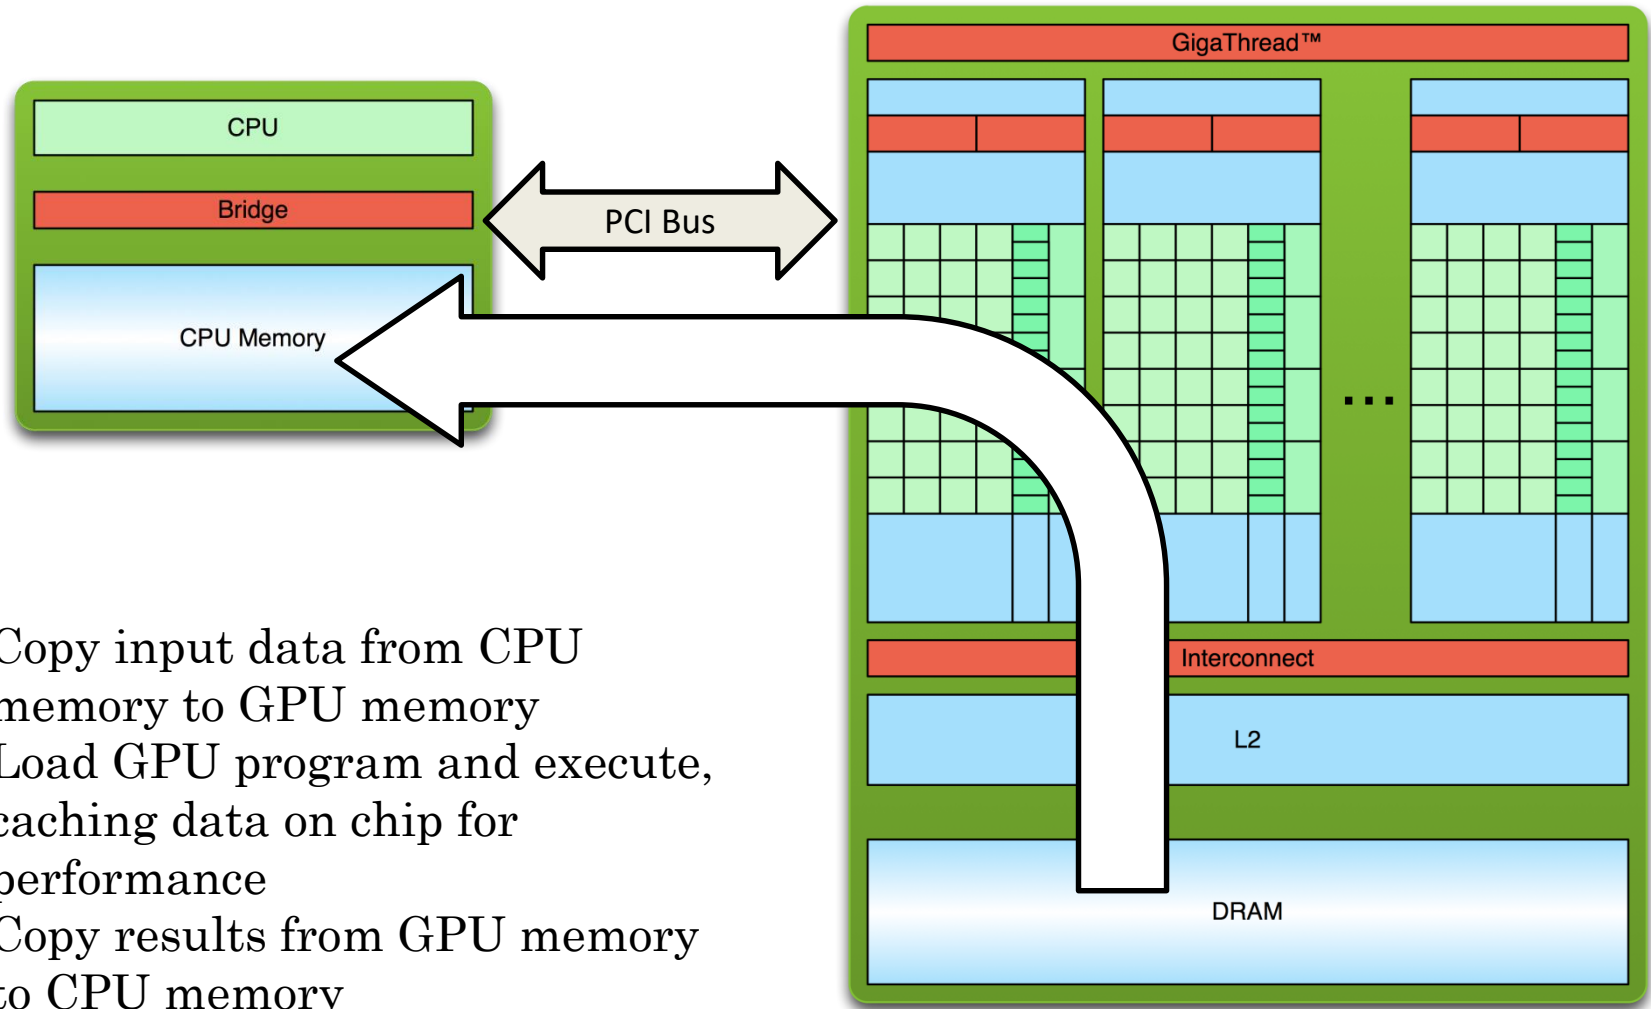 GigaThread™
CPU
Bridge
PCI Bus
CPU Memory
...
Copy input data from CPU
memory to GPU memory
Load GPU program and execute,
caching data on chip for
performance
Copy results from GPU memory
to CPU memory
Interconnect
L2
DRAM